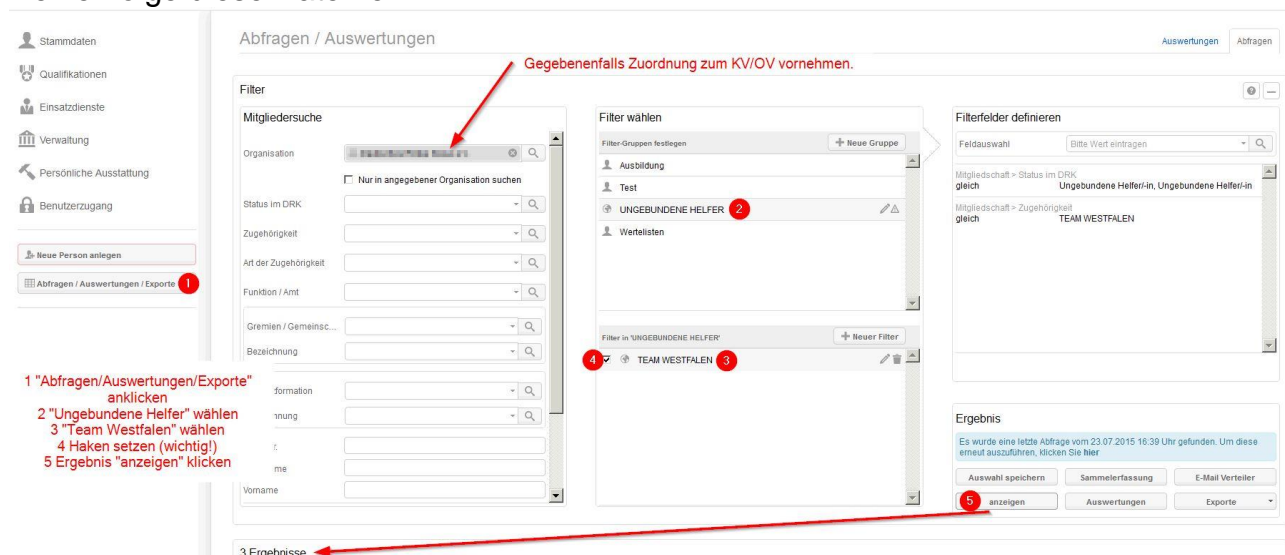 Stammdaten
Qualifikationen
Einsatzdienste
Verwaltung
Persönliche Ausstattung
Benutzerzugang
Neue Person anlegen
Abfragen / Auswertungen / Exporte 1
1 "Abfragen/Auswertungen/Exporte"
anklicken
2 "Ungebundene Helfer" wählen
3 "Team Westfalen" wählen
4 Haken setzen (wichtig!)
5 Ergebnis "anzeigen" klicken
Abfragen / Auswertungen
Auswertungen
Abfragen
Gegebenenfalls Zuordnung zum KV/OV vornehmen.
Filter
Mitgliedersuche
Organisation
Nur in angegebener Organisation suchen
Status im DRK
Zugehörigkeit
Art der Zugehörigkeit
Funktion / Amt
Gremien / Gemeinsc...
Bezeichnung
formation
nnung
me
Vorname
Filter wählen
Filter-Gruppen festlegen
+ Neue Gruppe
Ausbildung
Test
UNGEBUNDENE HELFER 2
Wertelisten
Filter in 'UNGEBUNDENE HELFER'
+ Neuer Filter
4 TEAM WESTFALEN 3
Filterfelder definieren
Feldauswahl
Bitte Wert eintragen
Mitgliedschaft > Status im DRK
gleich Ungebundene Helfer/-in, Ungebundene Helfer/-in
Mitgliedschaft > Zugehörigkeit
gleich TEAM WESTFALEN
Ergebnis
Es wurde eine letzte Abfrage vom 23.07.2015 16:39 Uhr gefunden. Um diese
erneut auszuführen, klicken Sie hier
Auswahl speichern
Sammelerfassung
E-Mail Verteiler
5 anzeigen
Auswertungen
Exporte
3 Ergebnisse